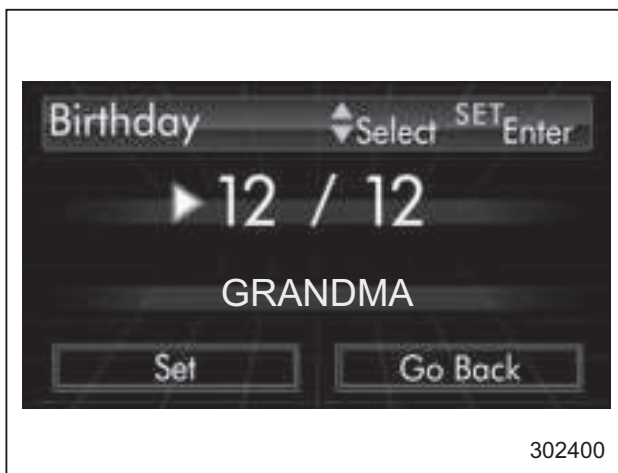 Birthday Select SET Enter
12 / 12
GRANDMA
Set Go Back
302400